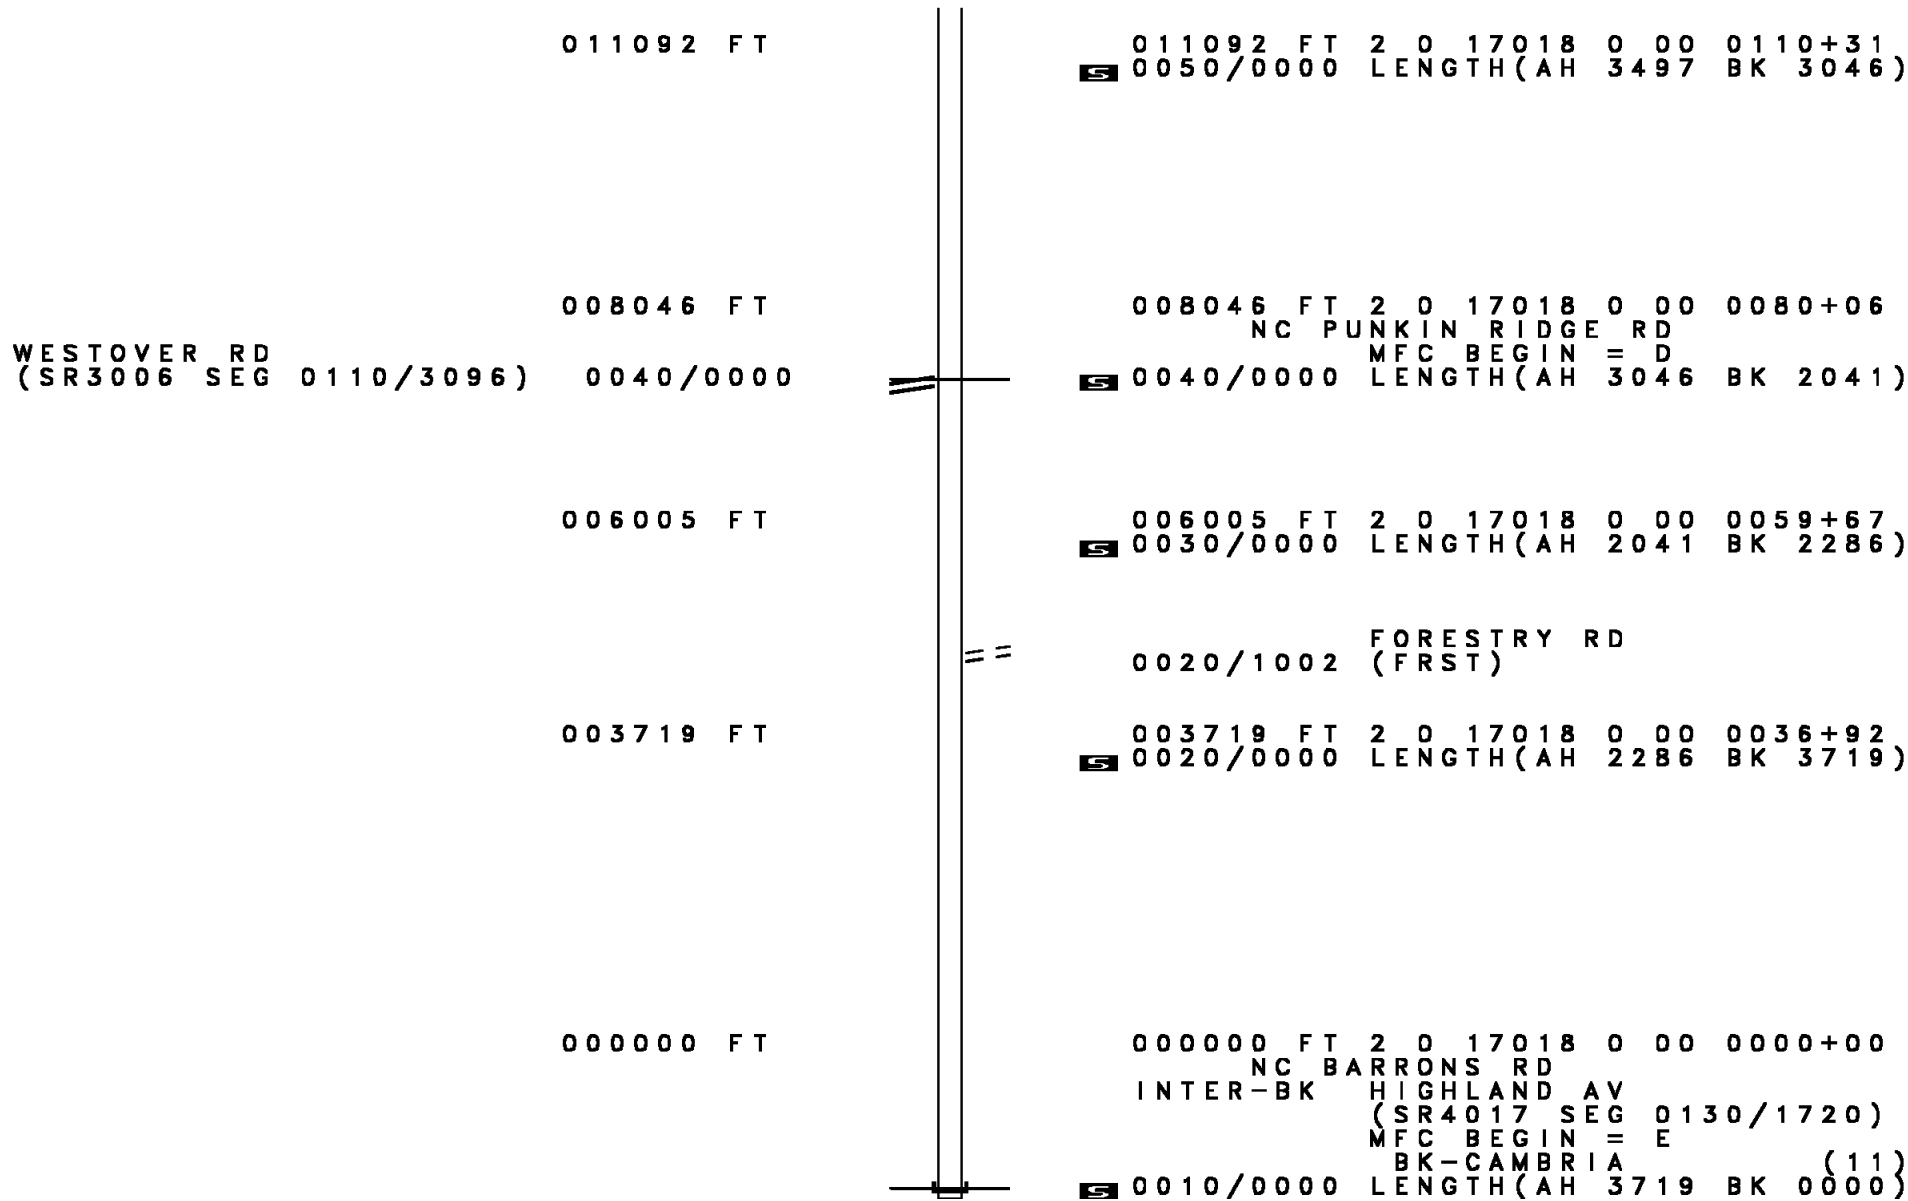 011092 FT 011092 FT 2 0 17018 0 00 0110+31
S 0050/0000 LENGTH(AH 3497 BK 3046)
008046 FT 008046 FT 2 0 17018 0 00 0080+06
NC PUNKIN RIDGE RD
WESTOVER RD MFC BEGIN = D
(SR3006 SEG 0110/3096) 0040/0000 S 0040/0000 LENGTH(AH 3046 BK 2041)
006005 FT 006005 FT 2 0 17018 0 00 0059+67
S 0030/0000 LENGTH(AH 2041 BK 2286)
FORESTRY RD
0020/1002 (FRST)
003719 FT 003719 FT 2 0 17018 0 00 0036+92
S 0020/0000 LENGTH(AH 2286 BK 3719)
000000 FT 000000 FT 2 0 17018 0 00 0000+00
NC BARRONS RD
INTER-BK HIGHLAND AV
(SR4017 SEG 0130/1720)
MFC BEGIN = E
BK-CAMBRIA (11)
S 0010/0000 LENGTH(AH 3719 BK 0000)